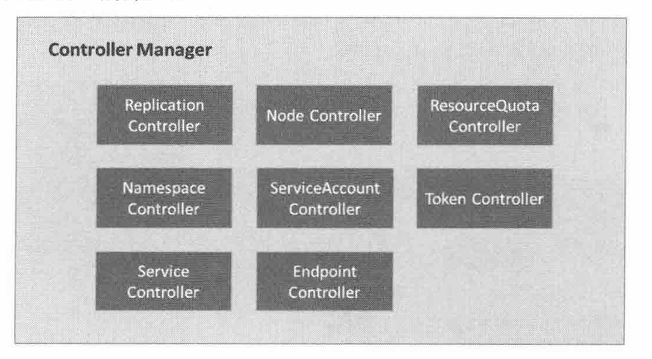 Controller Manager
Replication
Controller
Node Controller
ResourceQuota
Controller
Namespace
Controller
ServiceAccount
Controller
Token Controller
Service
Controller
Endpoint
Controller